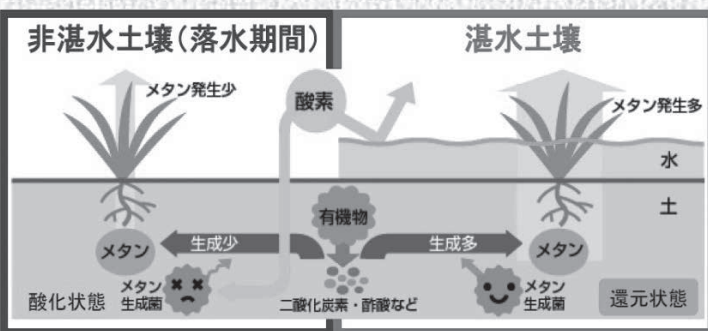 非湛水土壌(落水期間)
湛水土壌
メタン発生少
酸素
メタン発生多
水
土
有機物
メタン
生成少
生成多
メタン
酸化状態
メタン
生成菌
二酸化炭素・酢酸など
メタン
生成菌
還元状態